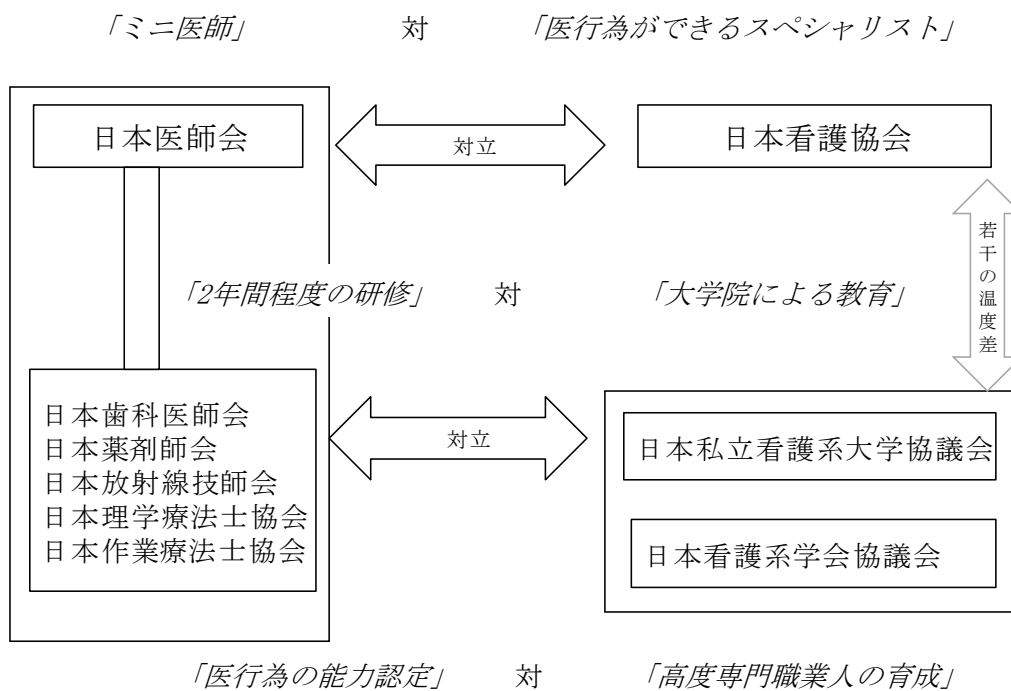 「ミニ医師」 対 「医行為ができるスペシャリスト」
日本医師会
対立
日本看護協会
若干の温度差
「2年間程度の研修」 対 「大学院による教育」
日本歯科医師会
日本薬剤師会
日本放射線技師会
日本理学療法士協会
日本作業療法士協会
対立
日本私立看護系大学協議会
日本看護系学会協議会
「医行為の能力認定」 対 「高度専門職業人の育成」